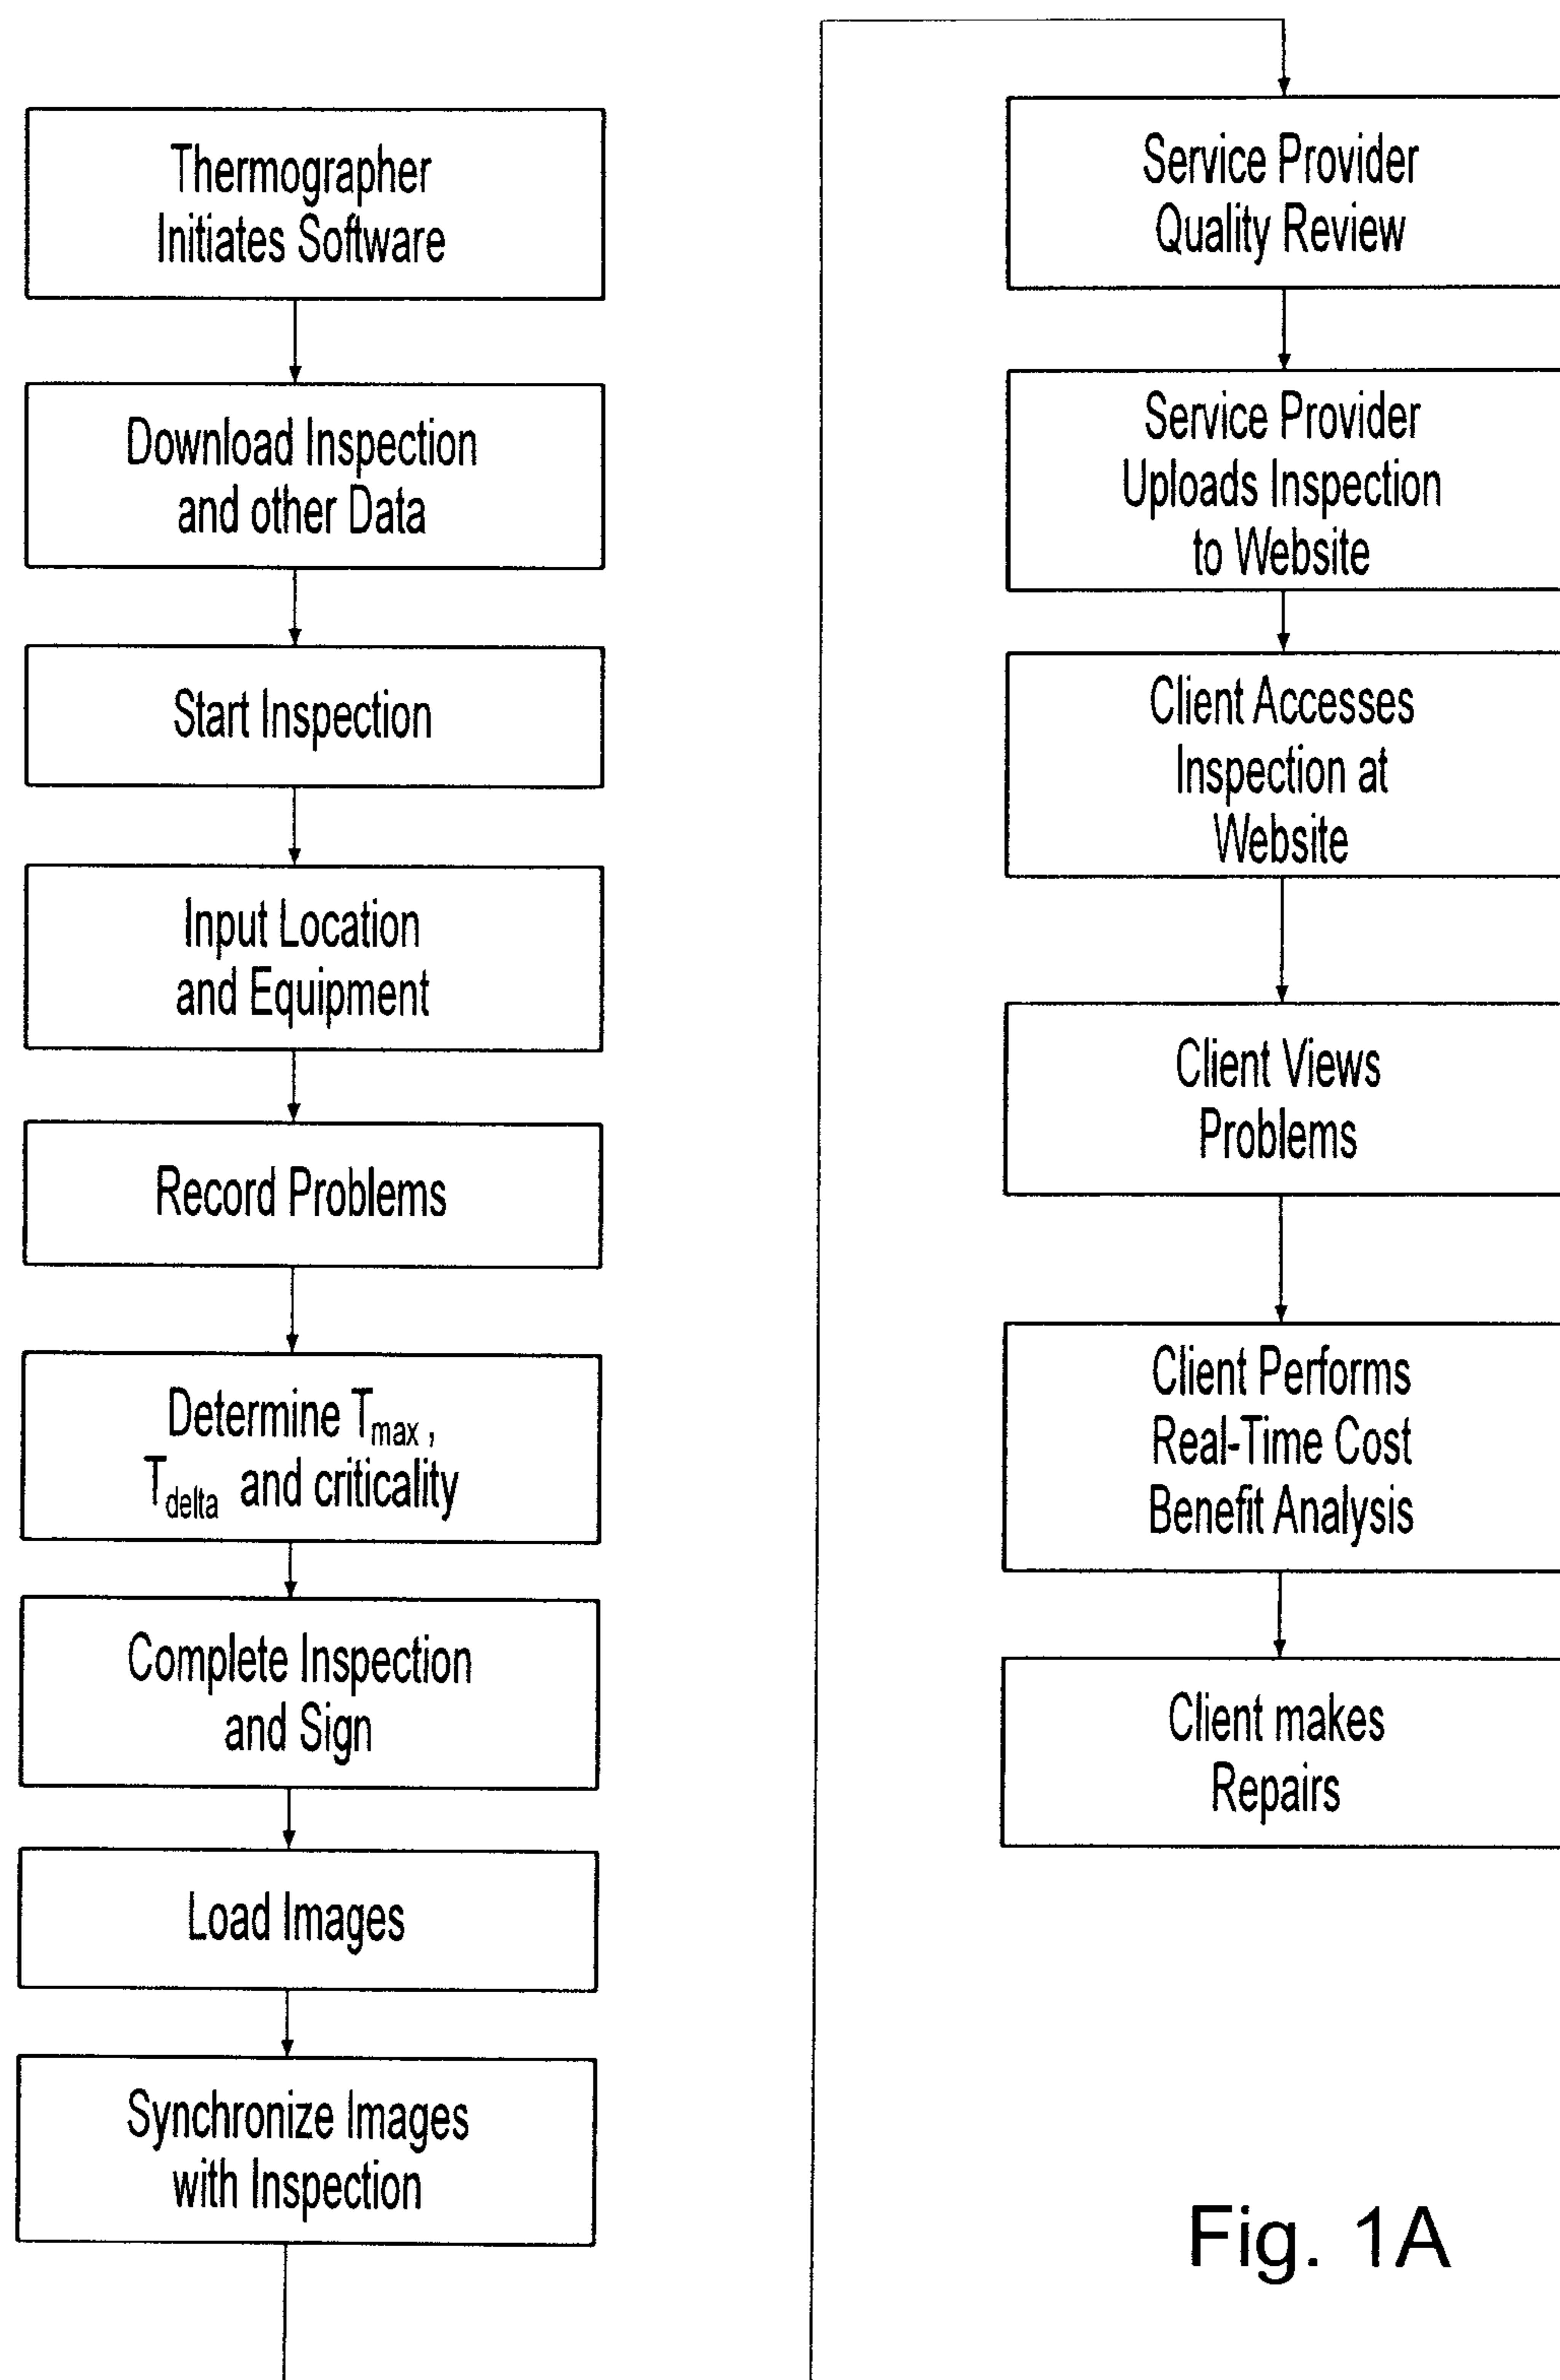 Thermographer
Initiates Software
Download Inspection
and other Data
Start Inspection
Input Location
and Equipment
Record Problems
Determine Tmax,
Tdelta and criticality
Complete Inspection
and Sign
Load Images
Synchronize Images
with Inspection
Service Provider
Quality Review
Service Provider
Uploads Inspection
to Website
Client Accesses
Inspection at
Website
Client Views
Problems
Client Performs
Real-Time Cost
Benefit Analysis
Client makes
Repairs
Fig. 1A